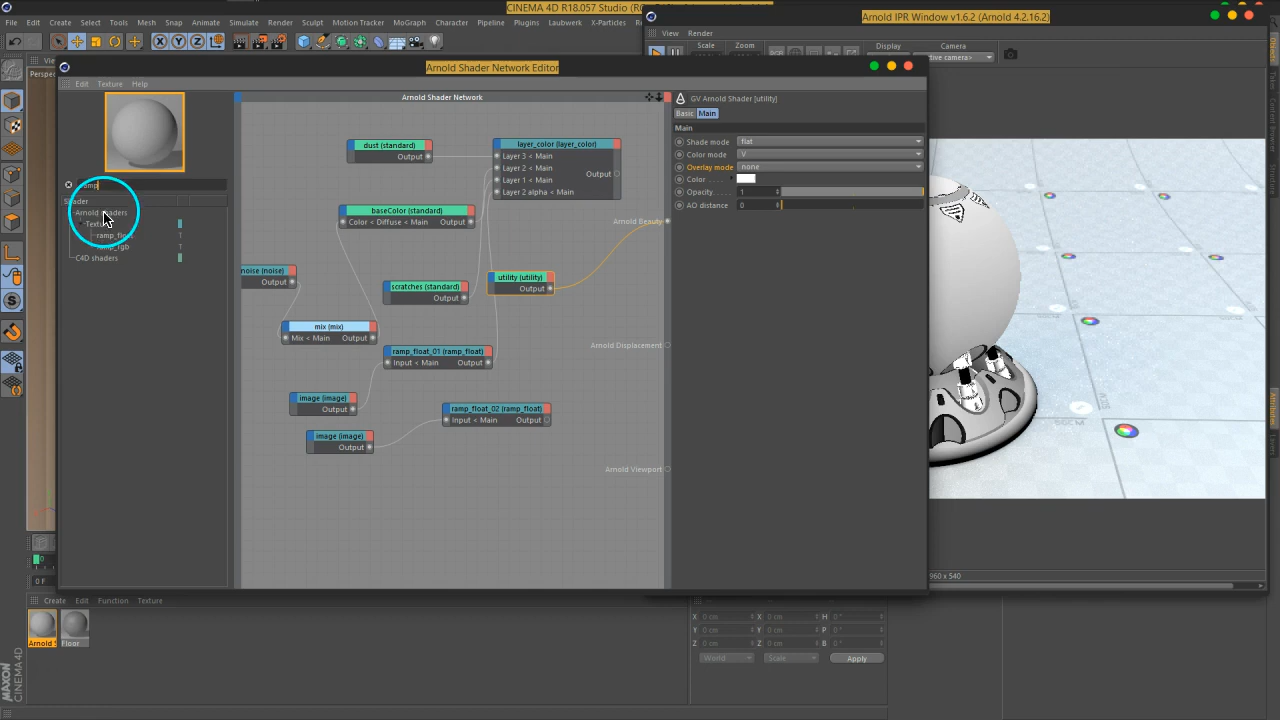 CINEMA 4D R18.057 Studio (R
Arnold IPR Window v1.6.2 (Arnold 4.2.16.2)
File Edit Create Select Tools Mesh Snap Animate Simulate Render Sculpt Motion Tracker MoGraph Character Pipeline Plugins Laubwerk X-Particles
View Render
Scale Zoom Display Camera
<active camera>
Arnold Shader Network Editor
Edit Texture Help
Arnold Shader Network
GV Arnold Shader [utility]
Basic Main
Main
Shade mode flat
Color mode V
Overlay mode none
Color
Opacity 1
AO distance 0
ramp
Shader
Arnold shaders
ramp_rgb
C4D shaders
dust (standard)
Output
layer_color (layer_color)
Layer 3 < Main
Layer 2 < Main
Layer 1 < Main
Layer 2 alpha < Main
Output
baseColor (standard)
Color < Diffuse < Main Output
Arnold Beauty
noise (noise)
Output
scratches (standard)
Output
utility (utility)
Output
mix (mix)
Mix < Main Output
ramp_float_01 (ramp_float)
Input < Main Output
Arnold Displacement
image (image)
Output
ramp_float_02 (ramp_float)
Input < Main Output
image (image)
Output
Arnold Viewport
960 x 540
0 F
Create Edit Function Texture
Arnold S
Floor
X 0 cm X 0 cm H 0 °
Y 0 cm Y 0 cm P 0 °
Z 0 cm Z 0 cm B 0 °
World Scale Apply
MAXON
CINEMA 4D
Attributes
Layers